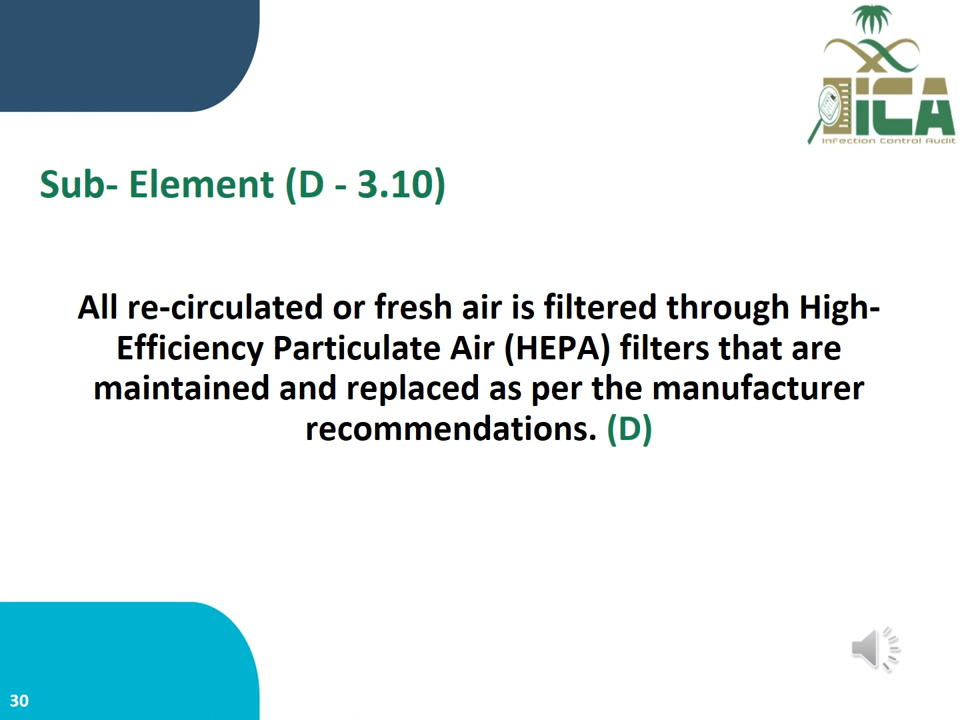 ICA
Infection Control Audit
Sub- Element (D - 3.10)
All re-circulated or fresh air is filtered through High-
Efficiency Particulate Air (HEPA) filters that are
maintained and replaced as per the manufacturer
recommendations. (D)
30